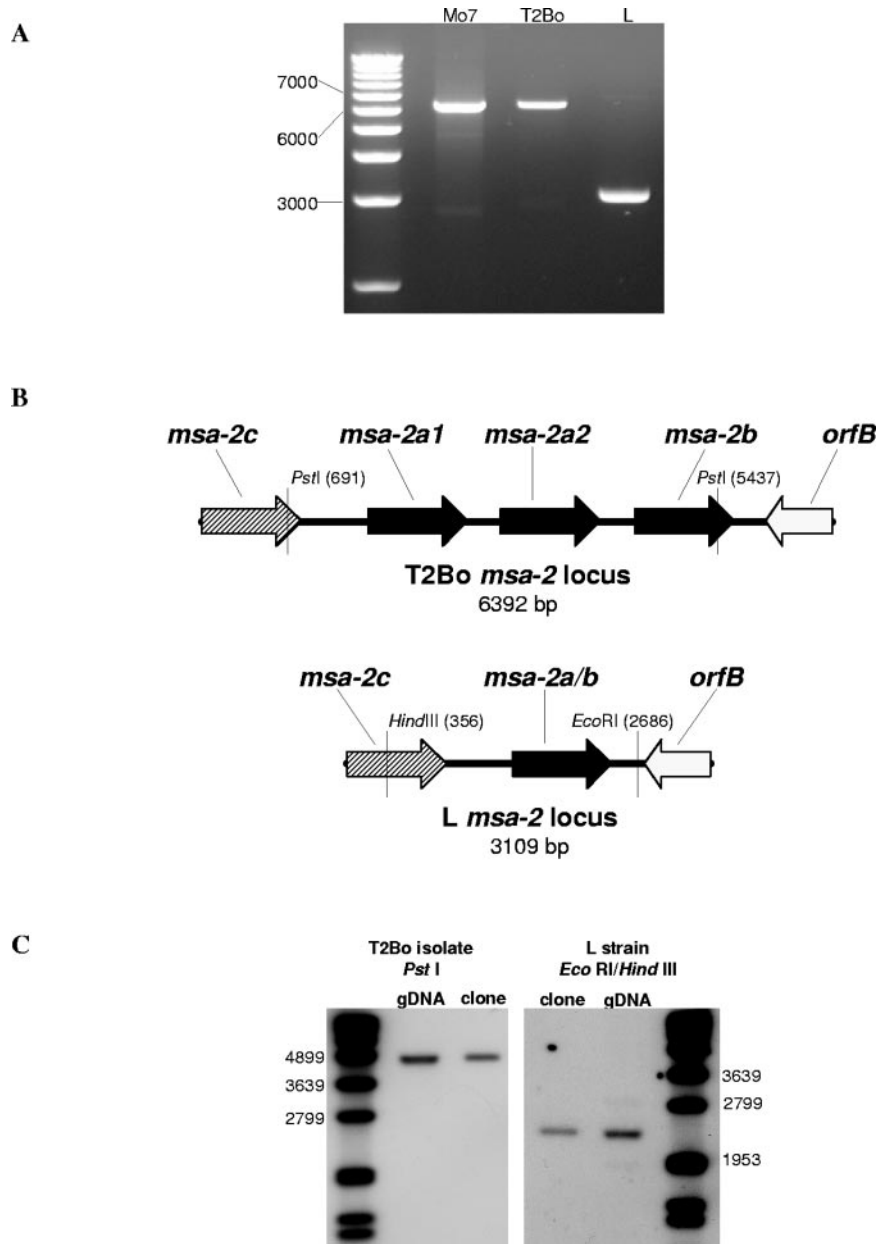 A
Mo7 T2Bo L
7000
6000
3000
B
msa-2c msa-2a1 msa-2a2 msa-2b orfB
PstI (691) PstI (5437)
T2Bo msa-2 locus
6392 bp
msa-2c msa-2a/b orfB
HindIII (356) EcoRI (2686)
L msa-2 locus
3109 bp
C
T2Bo isolate L strain
Pst I Eco RI/Hind III
gDNA clone clone gDNA
4899
3639
2799
3639
2799
1953